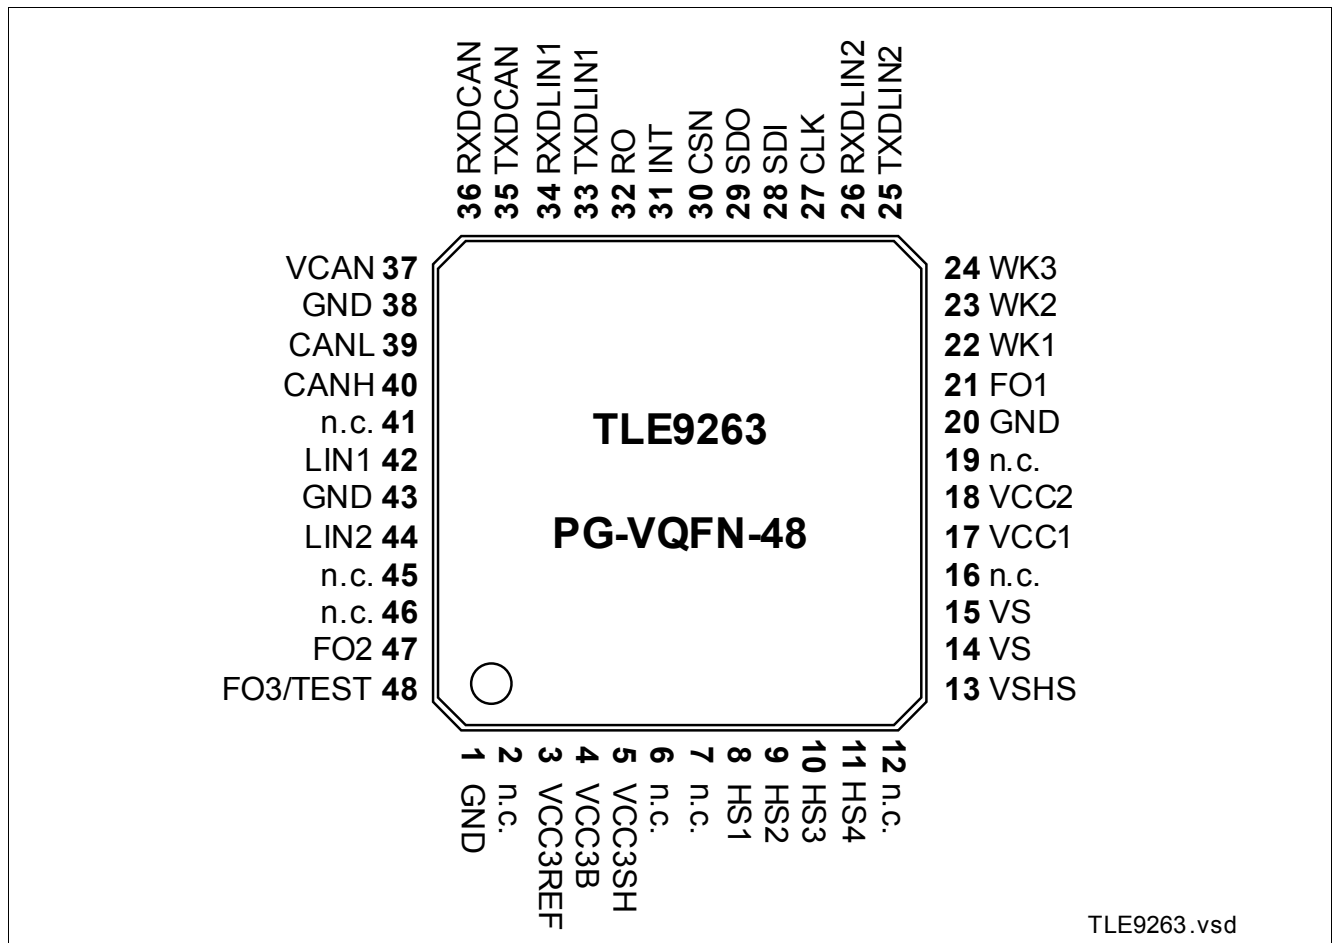 36 RXDCAN
35 TXDCAN
34 RXDLIN1
33 TXDLIN1
32 RO
31 INT
30 CSN
29 SDO
28 SDI
27 CLK
26 RXDLIN2
25 TXDLIN2
VCAN 37
GND 38
CANL 39
CANH 40
n.c. 41
LIN1 42
GND 43
LIN2 44
n.c. 45
n.c. 46
FO2 47
FO3/TEST 48
TLE9263
PG-VQFN-48
24 WK3
23 WK2
22 WK1
21 FO1
20 GND
19 n.c.
18 VCC2
17 VCC1
16 n.c.
15 VS
14 VS
13 VSHS
1 GND
2 n.c.
3 VCC3REF
4 VCC3B
5 VCC3SH
6 n.c.
7 n.c.
8 HS1
9 HS2
10 HS3
11 HS4
12 n.c.
TLE9263.vsd